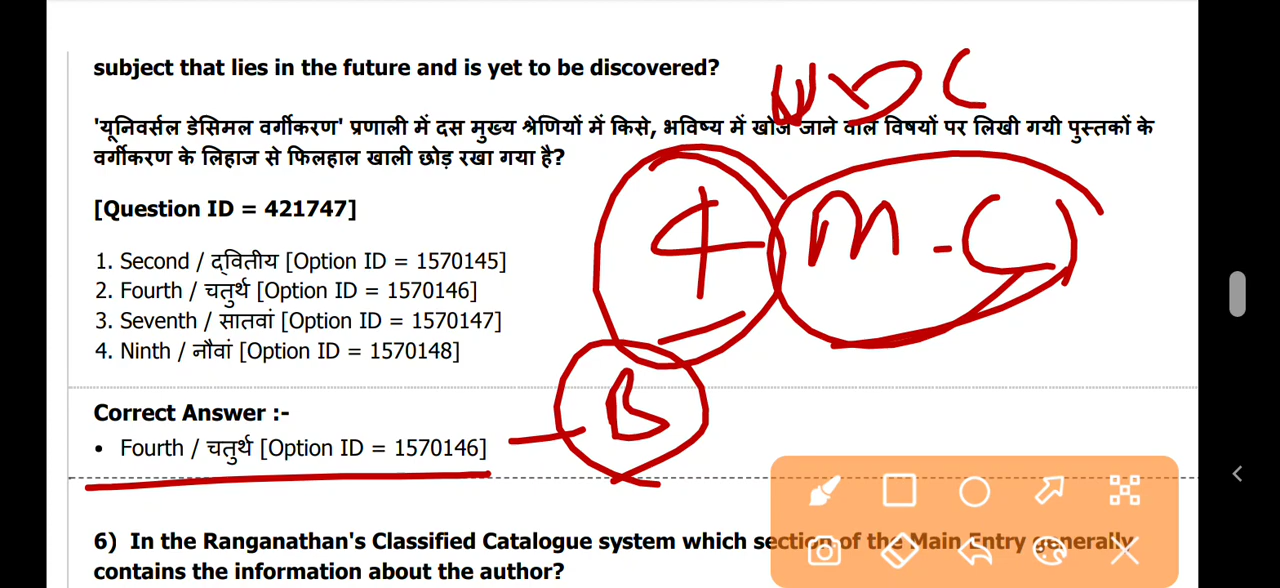 subject that lies in the future and is yet to be discovered?
UDC
'यूनिवर्सल डेसिमल वर्गीकरण' प्रणाली में दस मुख्य श्रेणियों में किसे, भविष्य में खोजे जाने वाले विषयों पर लिखी गयी पुस्तकों के
वर्गीकरण के लिहाज से फिलहाल खाली छोड़ रखा गया है?
[Question ID = 421747]
4 M-9
1. Second / द्वितीय [Option ID = 1570145]
2. Fourth / चतुर्थ [Option ID = 1570146]
3. Seventh / सातवां [Option ID = 1570147]
4. Ninth / नौवां [Option ID = 1570148]
Correct Answer :-
B
• Fourth / चतुर्थ [Option ID = 1570146]
6) In the Ranganathan's Classified Catalogue system which section of the Main Entry generally
contains the information about the author?